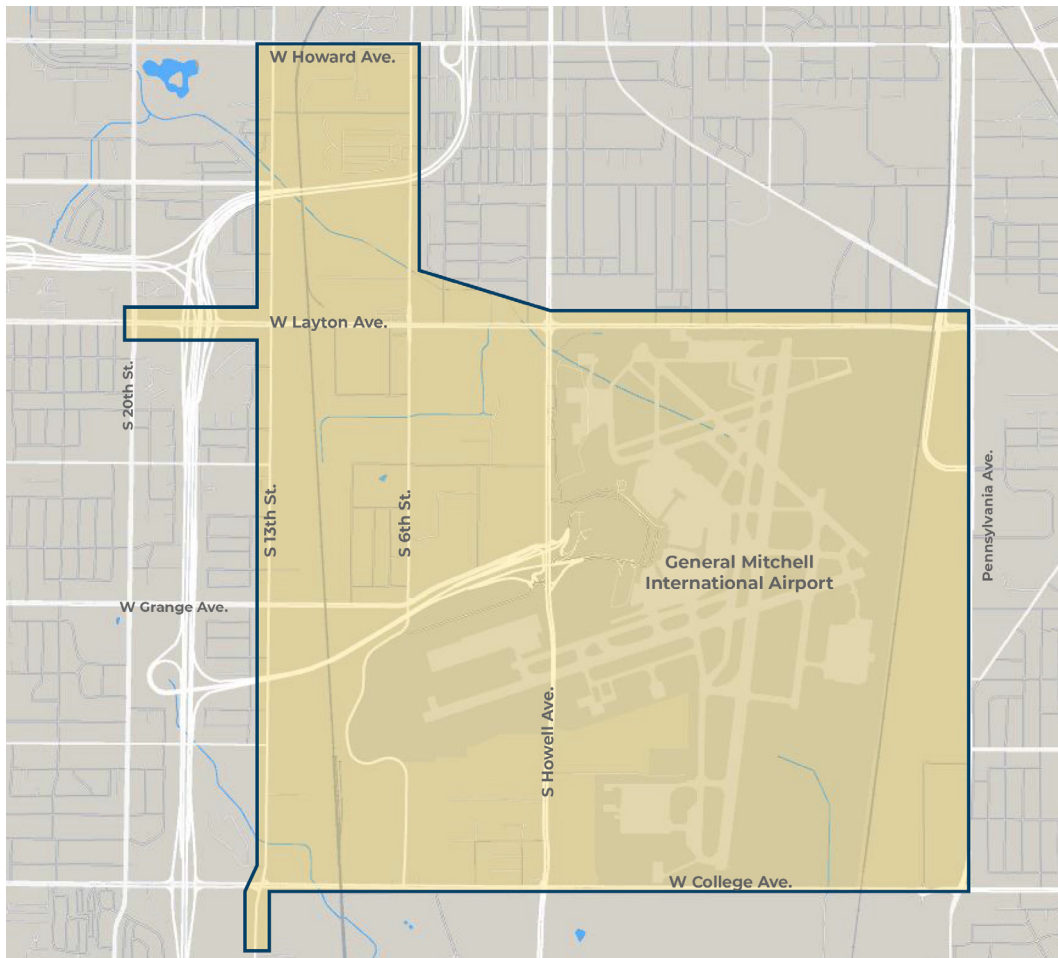 W Howard Ave.
W Layton Ave.
S 20th St.
S 13th St.
S 6th St.
Pennsylvania Ave.
General Mitchell
International Airport
W Grange Ave.
S Howell Ave.
W College Ave.